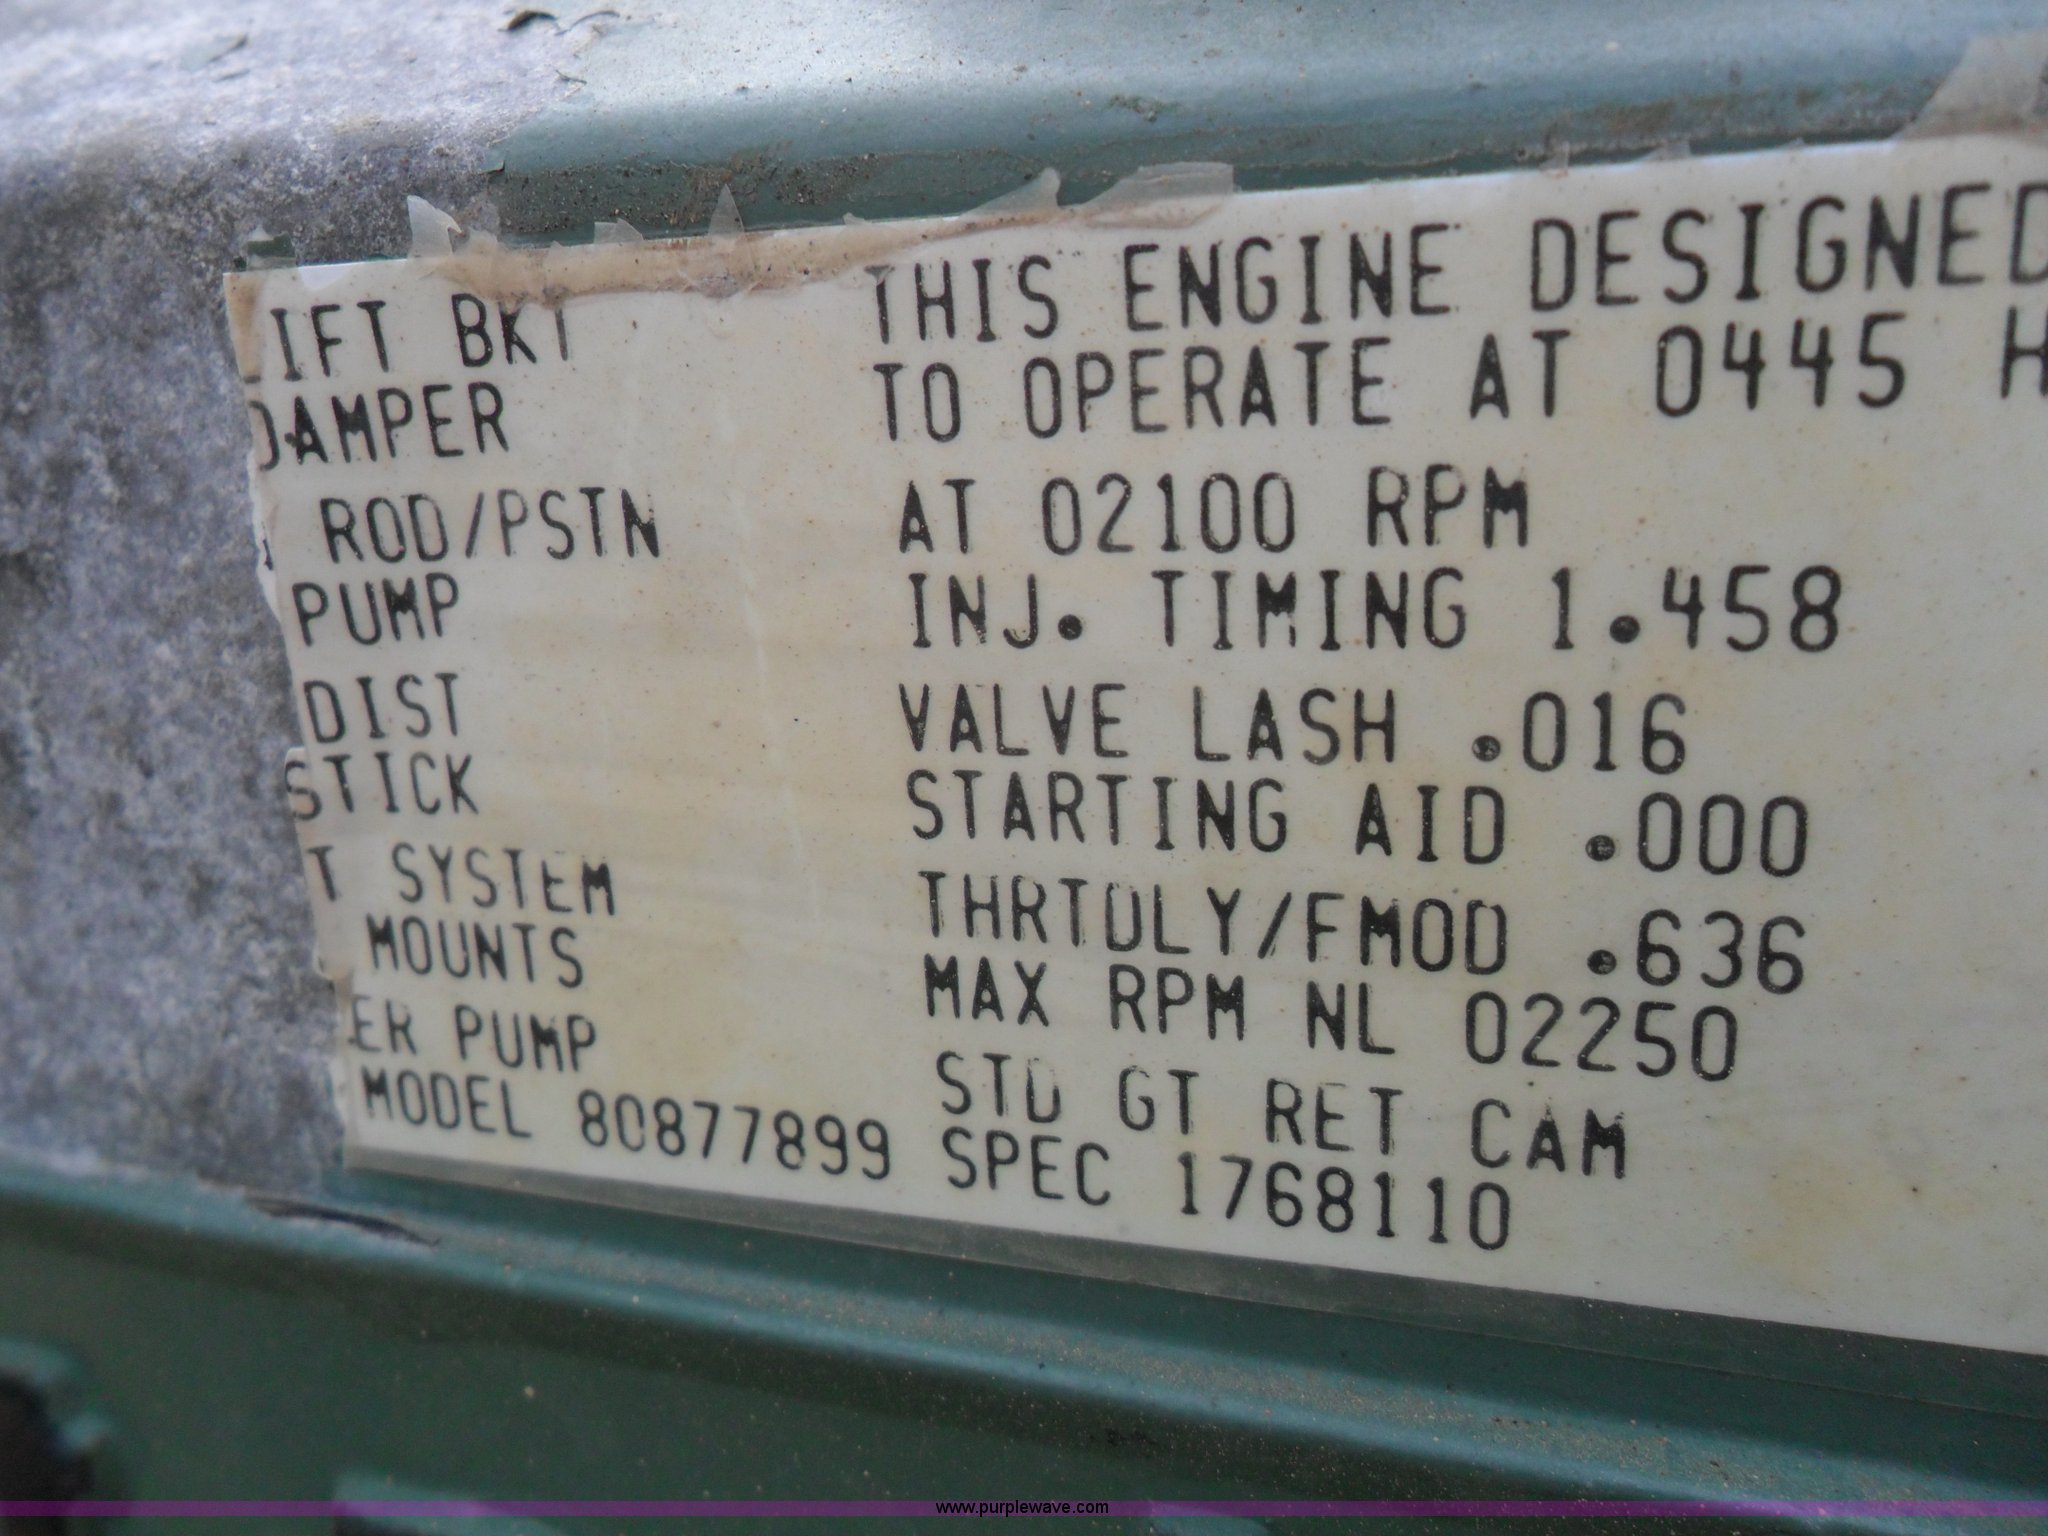 LIFT BKT
DAMPER
ROD/PSTN
PUMP
DIST
STICK
T SYSTEM
MOUNTS
ER PUMP
MODEL 80877899
THIS ENGINE DESIGNED
TO OPERATE AT 0445 H
AT 02100 RPM
INJ. TIMING 1.458
VALVE LASH .016
STARTING AID .000
THRTDLY/FMOD .636
MAX RPM NL 02250
STD GT RET CAM
SPEC 1768110
www.purplewave.com